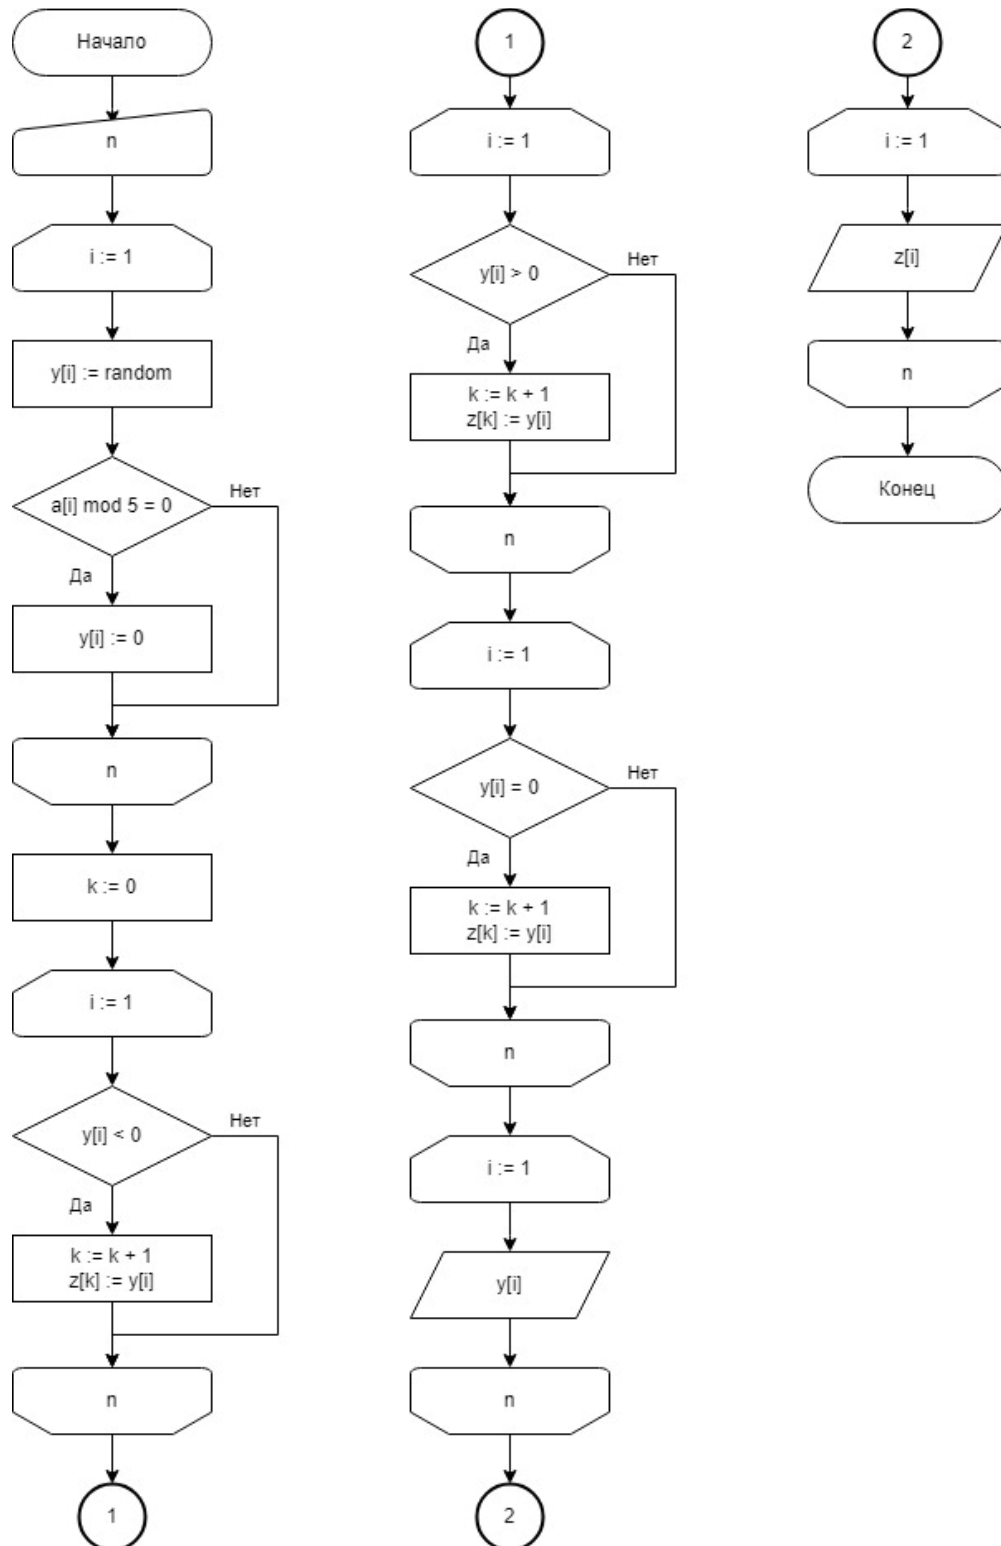 Начало
n
i := 1
y[i] := random
a[i] mod 5 = 0
Нет
Да
y[i] := 0
n
k := 0
i := 1
y[i] < 0
Нет
Да
k := k + 1
z[k] := y[i]
n
1
1
i := 1
y[i] > 0
Нет
Да
k := k + 1
z[k] := y[i]
n
i := 1
y[i] = 0
Нет
Да
k := k + 1
z[k] := y[i]
n
i := 1
y[i]
n
2
2
i := 1
z[i]
n
Конец